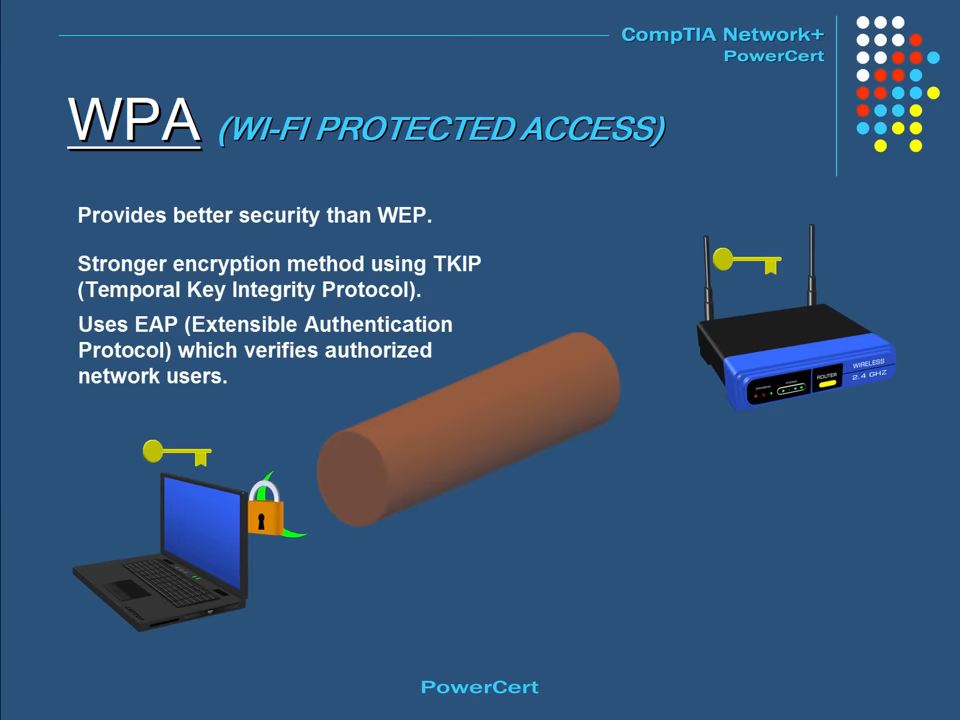 CompTIA Network+
PowerCert
WPA (WI-FI PROTECTED ACCESS)
Provides better security than WEP.
Stronger encryption method using TKIP
(Temporal Key Integrity Protocol).
Uses EAP (Extensible Authentication
Protocol) which verifies authorized
network users.
WIRELESS
ROUTER
2.4 GHZ
PowerCert